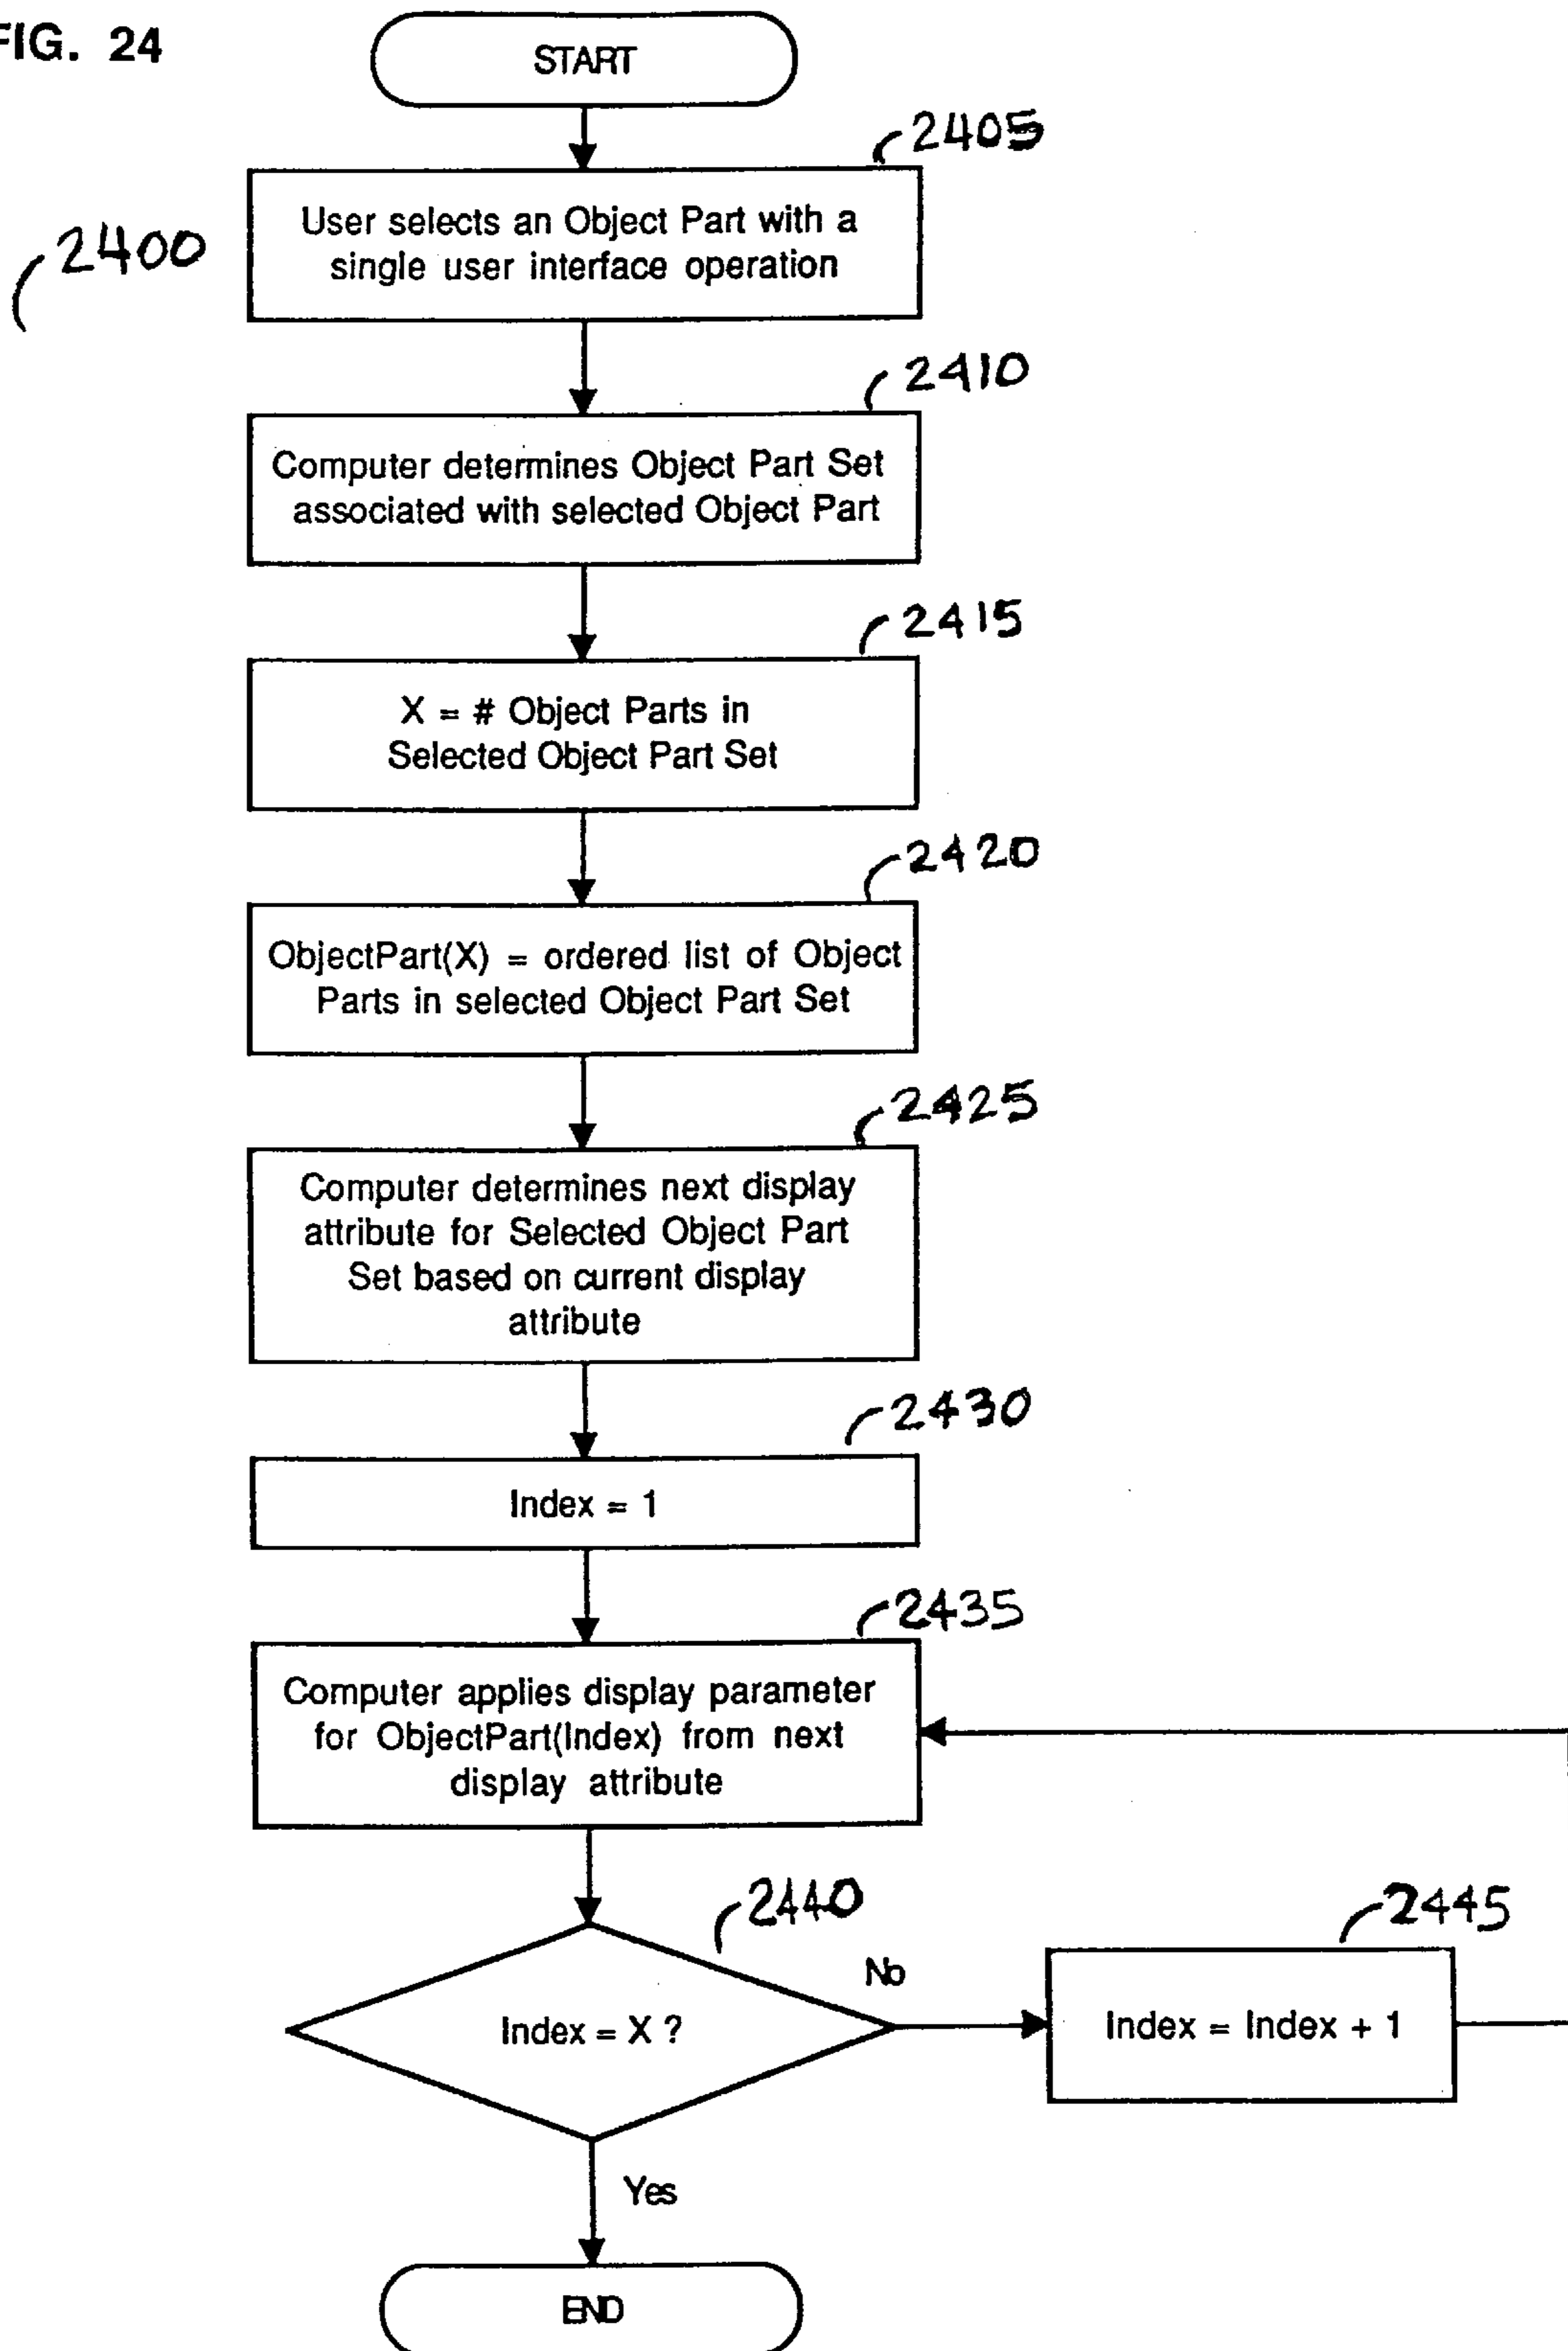 FIG. 24
START
2405
User selects an Object Part with a
single user interface operation
2400
2410
Computer determines Object Part Set
associated with selected Object Part
2415
X = # Object Parts in
Selected Object Part Set
2420
ObjectPart(X) = ordered list of Object
Parts in selected Object Part Set
2425
Computer determines next display
attribute for Selected Object Part
Set based on current display
attribute
2430
Index = 1
2435
Computer applies display parameter
for ObjectPart(Index) from next
display attribute
2440
No
2445
Index = X ?
Index = Index + 1
Yes
END